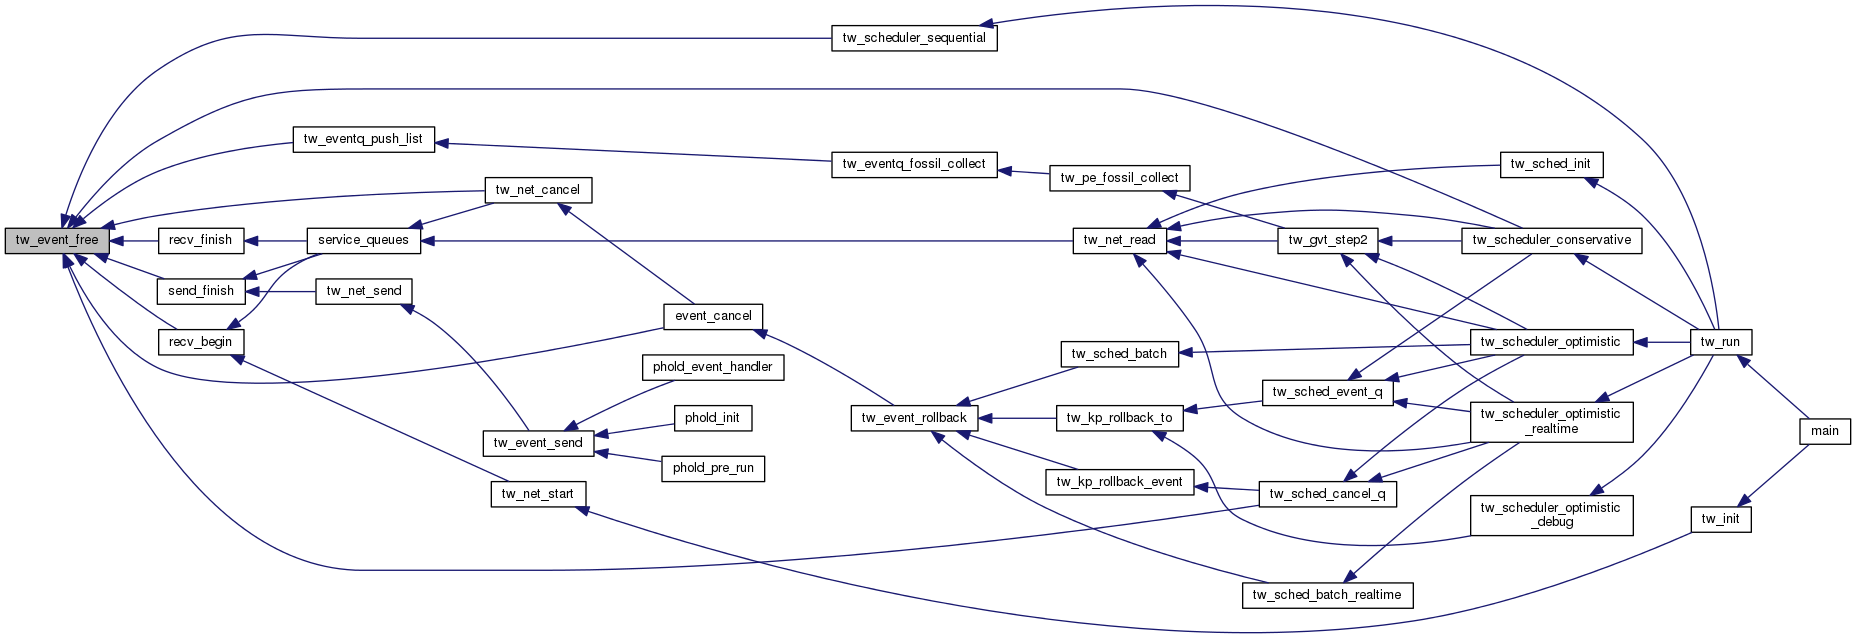 tw_scheduler_sequential
tw_eventq_push_list
tw_eventq_fossil_collect
tw_sched_init
tw_pe_fossil_collect
tw_net_cancel
tw_event_free
recv_finish
service_queues
tw_net_read
tw_gvt_step2
tw_scheduler_conservative
send_finish
tw_net_send
event_cancel
recv_begin
tw_scheduler_optimistic
tw_run
tw_sched_batch
phold_event_handler
tw_sched_event_q
phold_init
tw_event_rollback
tw_kp_rollback_to
tw_scheduler_optimistic
_realtime
main
tw_event_send
phold_pre_run
tw_kp_rollback_event
tw_net_start
tw_sched_cancel_q
tw_scheduler_optimistic
_debug
tw_init
tw_sched_batch_realtime